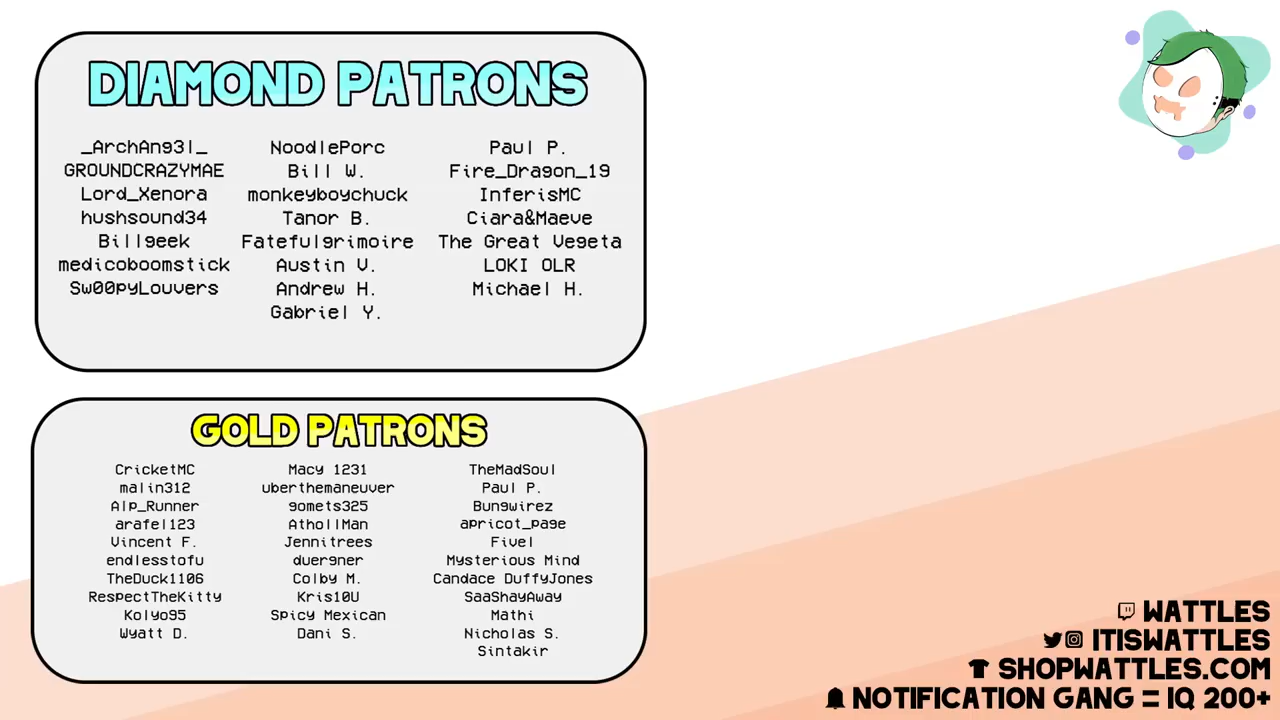 DIAMOND PATRONS
_ArchAng3l_
GROUNDCRAZYMAE
Lord_Xenora
hushsound34
Billgeek
medicoboomstick
Sw00pyLouvers
NoodlePorc
Bill W.
monkeyboychuck
Tanor B.
Fatefulgrimoire
Austin V.
Andrew H.
Gabriel Y.
Paul P.
Fire_Dragon_19
InferisMC
Ciara&Maeve
The Great Vegeta
LOKI OLR
Michael H.
GOLD PATRONS
CricketMC
malin312
Alp_Runner
arafel123
Vincent F.
endlesstofu
TheDuck1106
RespectTheKitty
Kolyo95
Wyatt D.
Macy 1231
uberthemaneuver
gomets325
AthollMan
Jennitrees
duergner
Colby M.
Kris10U
Spicy Mexican
Dani S.
TheMadSoul
Paul P.
Bungwirez
apricot_page
Fivel
Mysterious Mind
Candace DuffyJones
SaaShayAway
Mathi
Nicholas S.
Sintakir
WATTLES
ITISWATTLES
SHOPWATTLES.COM
NOTIFICATION GANG = IQ 200+